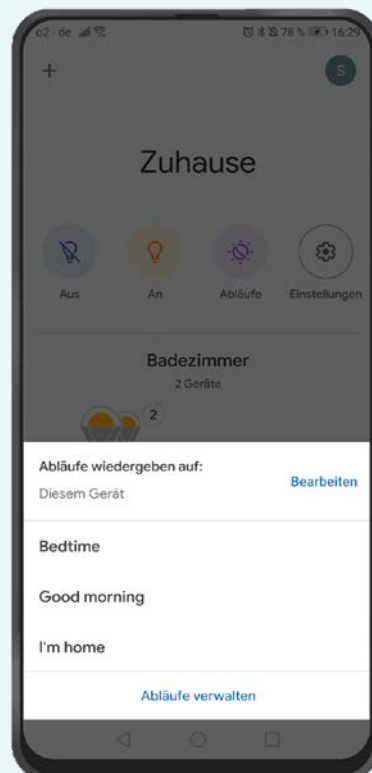 o2 - de 78 % 16:29
+ S
Zuhause
Aus An Abläufe Einstellungen
Badezimmer
2 Geräte
2
Abläufe wiedergeben auf:
Diesem Gerät Bearbeiten
Bedtime
Good morning
I'm home
Abläufe verwalten